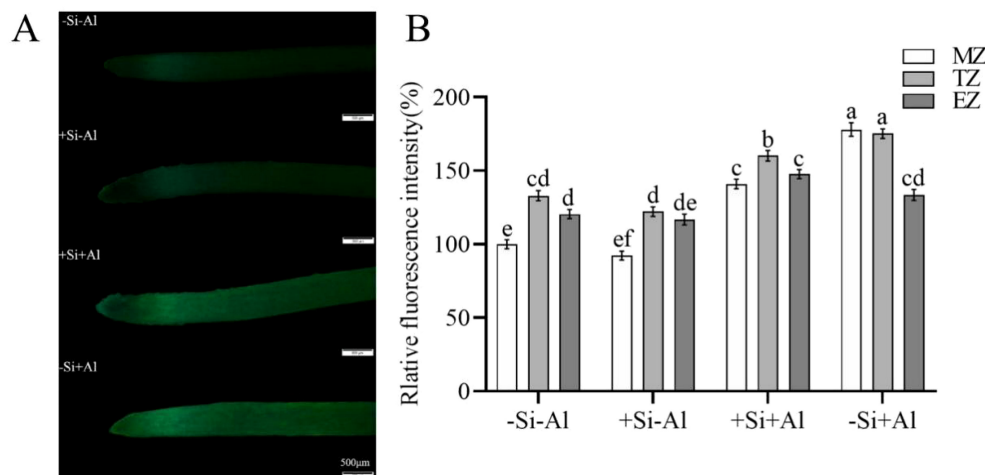 A
-Si-Al
+Si-Al
+Si+Al
-Si+Al
500μm
B
MZ
TZ
EZ
Rlative fluorescence intensity(%)
200
150
100
50
0
e
cd
d
ef
d
de
c
b
c
a
a
cd
-Si-Al
+Si-Al
+Si+Al
-Si+Al